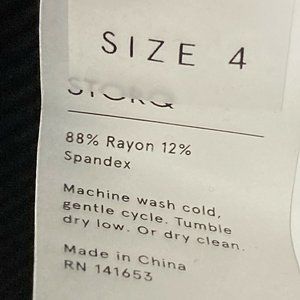 SIZE 4
STORQ
88% Rayon 12%
Spandex
Machine wash cold,
gentle cycle. Tumble
dry low. Or dry clean.
Made in China
RN 141653